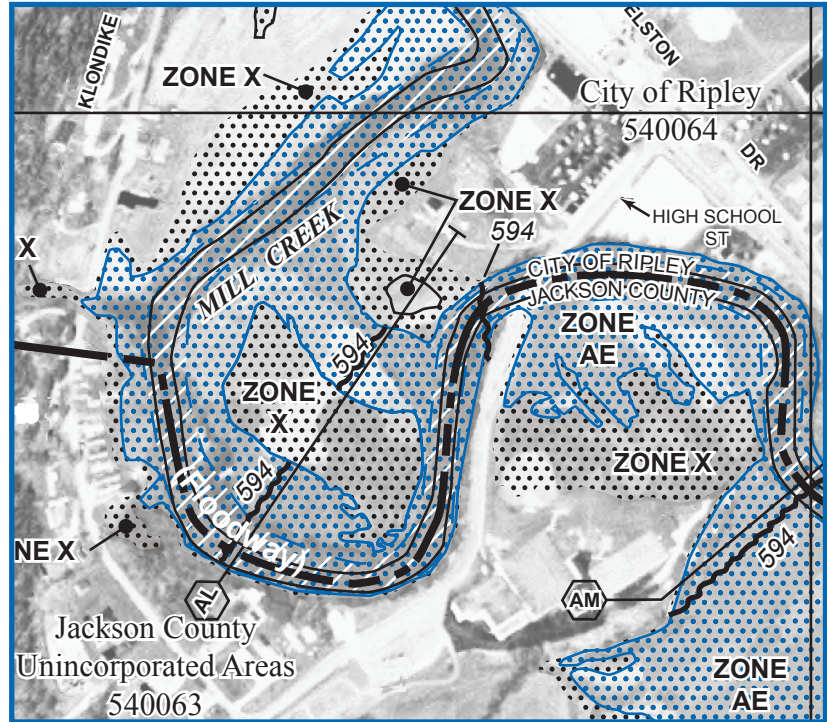 KLONDIKE
ELSTON
DR
ZONE X
City of Ripley
540064
ZONE X
594
HIGH SCHOOL
ST
X
MILL CREEK
CITY OF RIPLEY
JACKSON COUNTY
ZONE
AE
594
ZONE
X
ZONE X
594
594
(Floodway)
NE X
AL
AM
Jackson County
Unincorporated Areas
540063
ZONE
AE